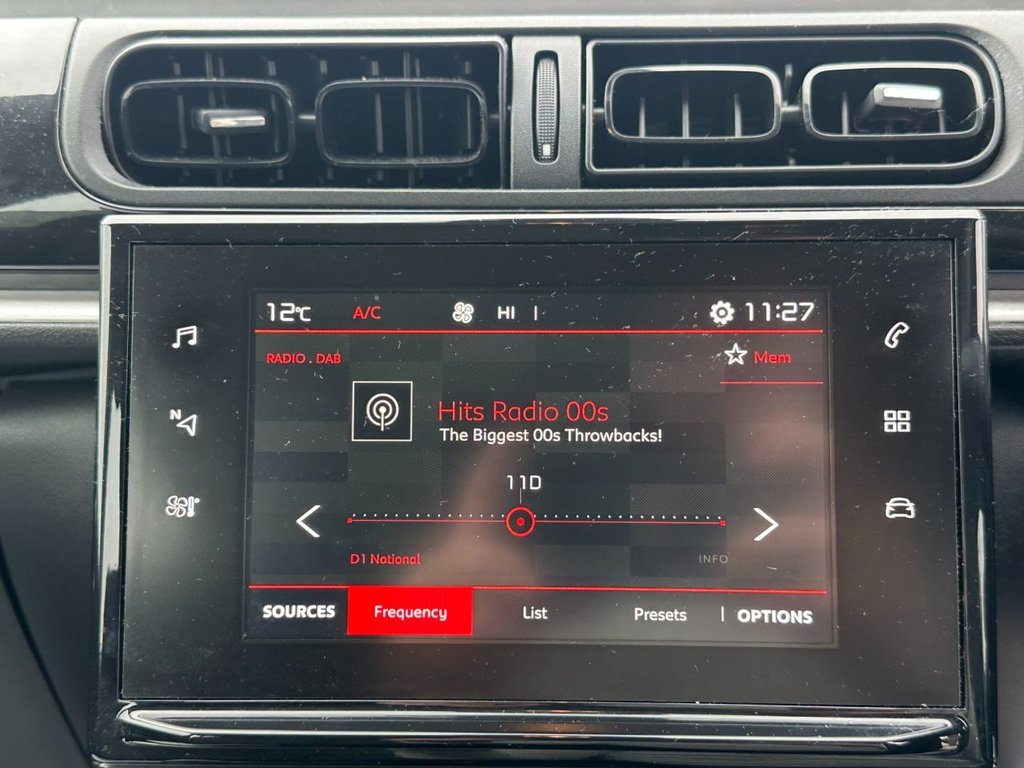 12°C A/C HI 11:27
RADIO . DAB Mem
Hits Radio 00s
The Biggest 00s Throwbacks!
N
11D
D1 National INFO
SOURCES Frequency List Presets | OPTIONS